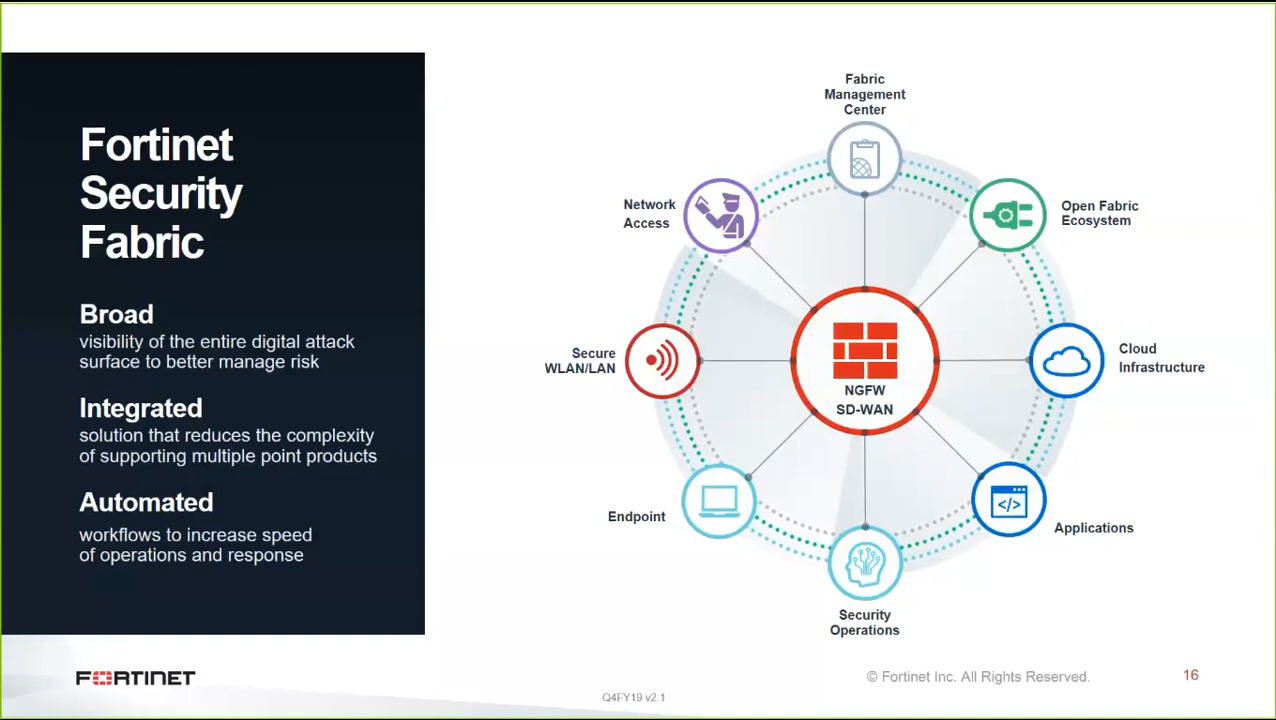 Fortinet
Security
Fabric
Broad
visibility of the entire digital attack
surface to better manage risk
Integrated
solution that reduces the complexity
of supporting multiple point products
Automated
workflows to increase speed
of operations and response
Fabric
Management
Center
Network
Access
Open Fabric
Ecosystem
Secure
WLAN/LAN
NGFW
SD-WAN
Cloud
Infrastructure
Endpoint
</>
Applications
Security
Operations
FORTINET
Q4FY19 v2.1
© Fortinet Inc. All Rights Reserved.
16